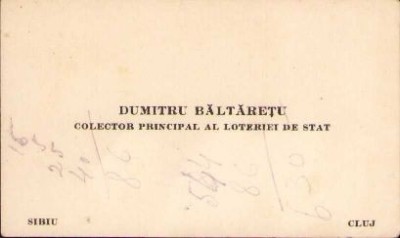 DUMITRU BĂLTĂREȚU
COLECTOR PRINCIPAL AL LOTERIEI DE STAT
SIBIU
CLUJ